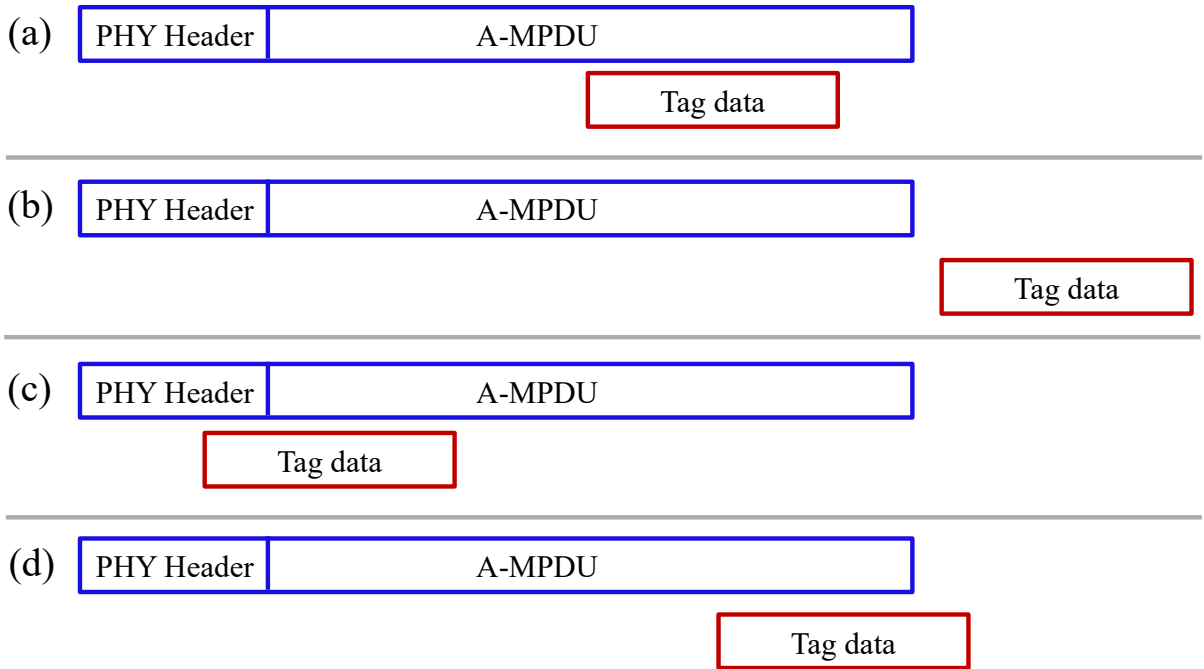 (a) PHY Header A-MPDU
Tag data
(b) PHY Header A-MPDU
Tag data
(c) PHY Header A-MPDU
Tag data
(d) PHY Header A-MPDU
Tag data